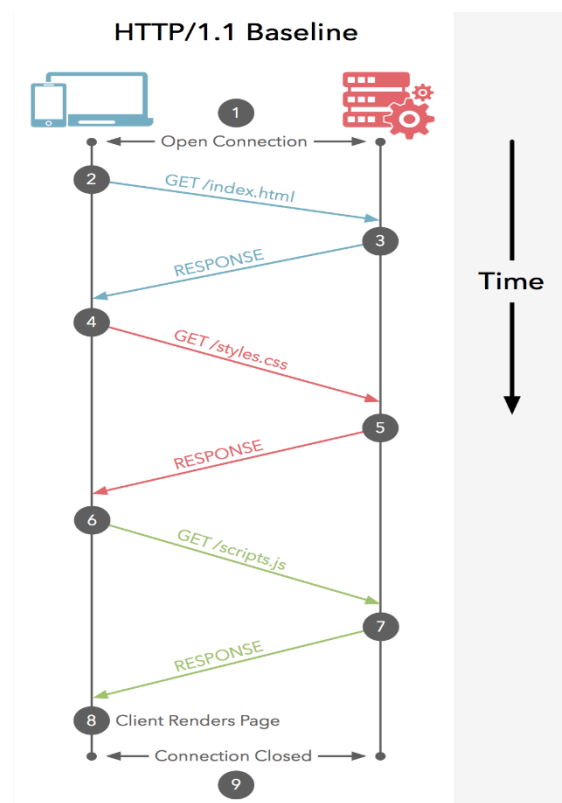 HTTP/1.1 Baseline
1
Open Connection
2
GET /index.html
3
RESPONSE
Time
4
GET /styles.css
5
RESPONSE
6
GET /scripts.js
7
RESPONSE
8 Client Renders Page
Connection Closed
9